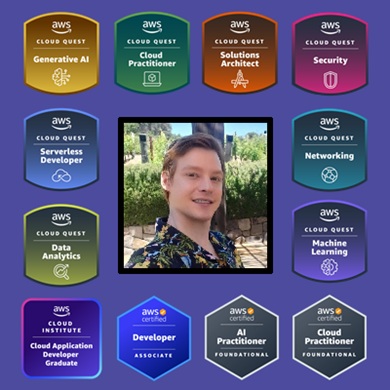 aws
CLOUD QUEST
Generative AI
aws
CLOUD QUEST
Cloud
Practitioner
aws
CLOUD QUEST
Solutions
Architect
aws
CLOUD QUEST
Security
aws
CLOUD QUEST
Serverless
Developer
aws
CLOUD QUEST
Networking
aws
CLOUD QUEST
Data
Analytics
aws
CLOUD QUEST
Machine
Learning
aws
CLOUD
INSTITUTE
Cloud Application
Developer
Graduate
aws
certified
Developer
ASSOCIATE
aws
certified
AI
Practitioner
FOUNDATIONAL
aws
certified
Cloud
Practitioner
FOUNDATIONAL